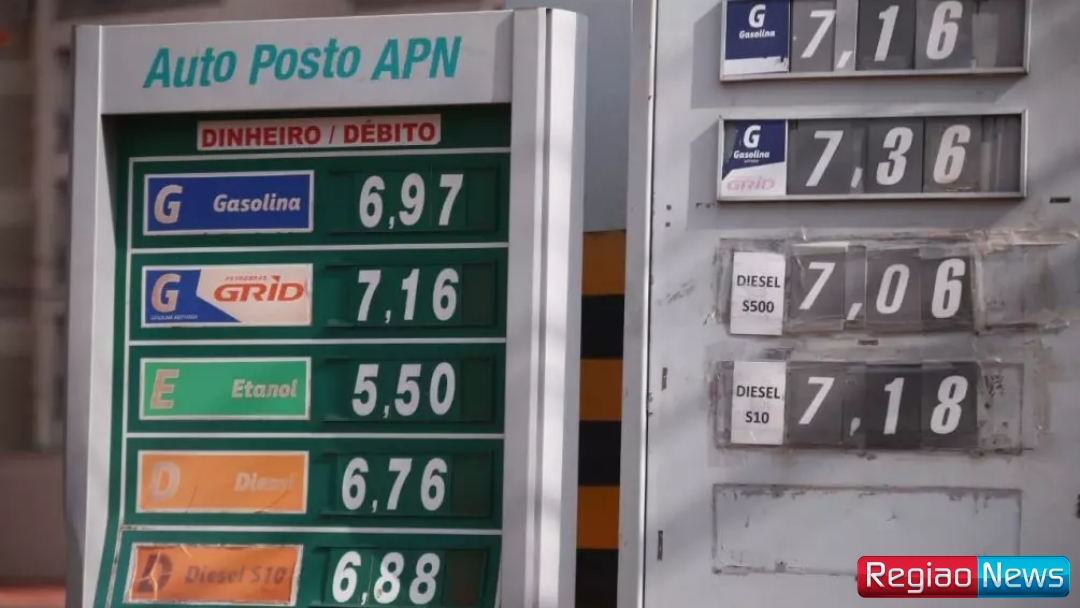 Auto Posto APN
DINHEIRO / DÉBITO
G Gasolina 6,97
G PETROBRAS GRID 7,16
E Etanol 5,50
D Diesel 6,76
D Diesel S10 6,88
G Gasolina 7,16
G Gasolina GRID 7,36
DIESEL S500 7,06
DIESEL S10 7,18
Regiao News